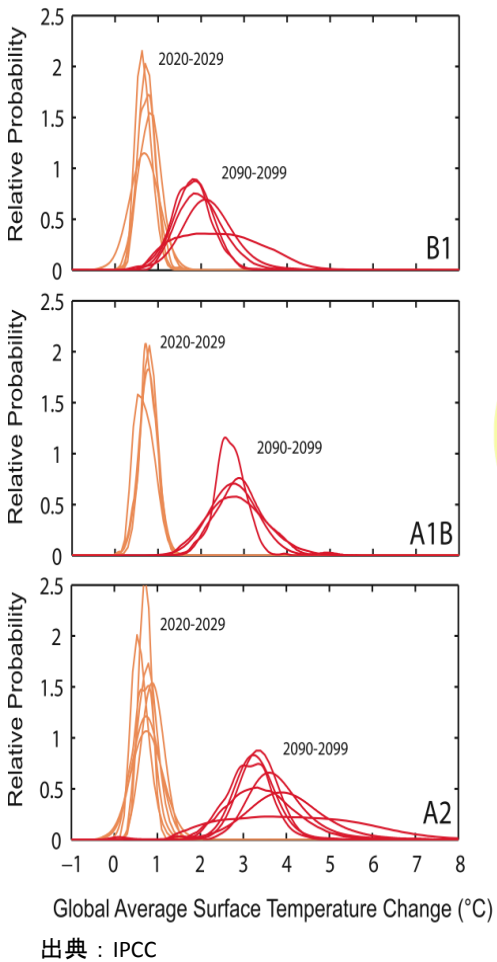 2.5
2020-2029
2
1.5
1
2090-2099
0.5
B1
0
Relative Probability
2.5
2020-2029
2
1.5
1
2090-2099
0.5
A1B
0
Relative Probability
2.5
2020-2029
2
1.5
1
2090-2099
0.5
A2
0
Relative Probability
−1 0 1 2 3 4 5 6 7 8
Global Average Surface Temperature Change (°C)
出典：IPCC